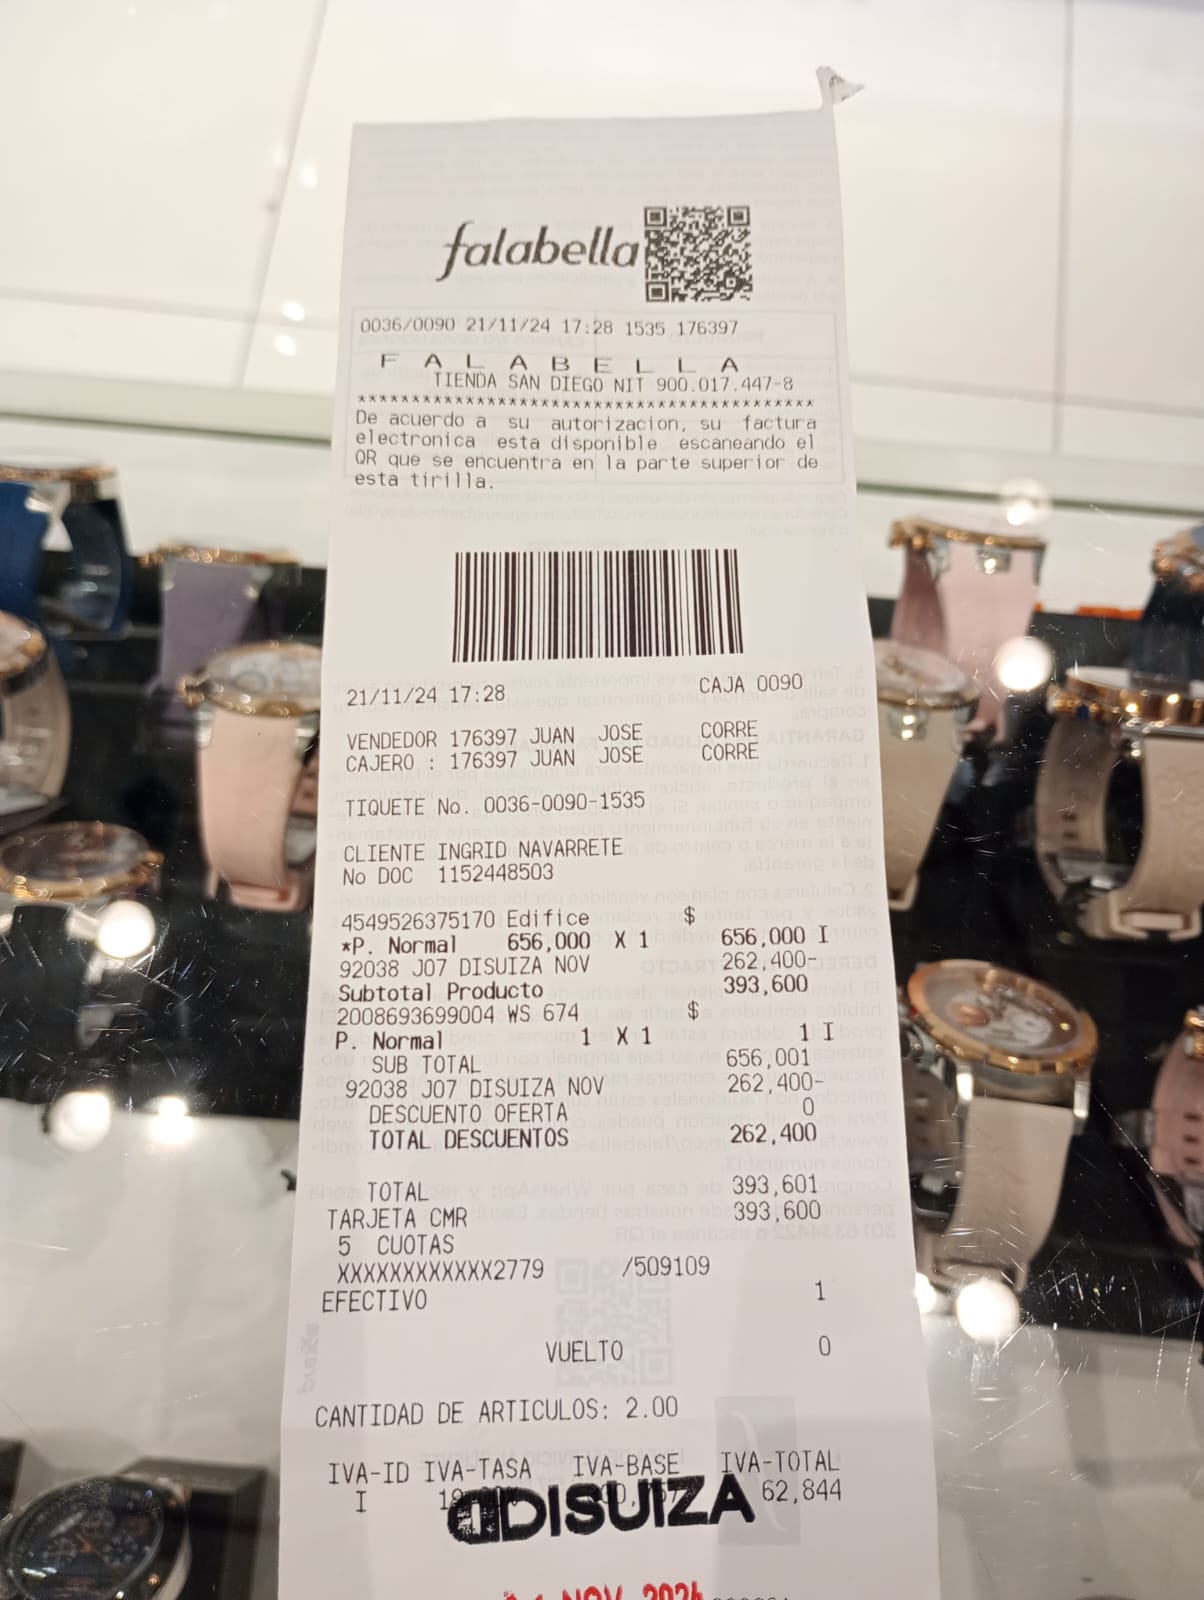 falabella
0036/0090 21/11/24 17:28 1535 176397
F A L A B E L L A
TIENDA SAN DIEGO NIT 900.017.447-8
******************************************
De acuerdo a su autorizacion, su factura
electronica esta disponible escaneando el
QR que se encuentra en la parte superior de
esta tirilla.
21/11/24 17:28 CAJA 0090
VENDEDOR 176397 JUAN JOSE CORRE
CAJERO : 176397 JUAN JOSE CORRE
TIQUETE No. 0036-0090-1535
CLIENTE INGRID NAVARRETE
No DOC 1152448503
4549526375170 Edifice $
*P. Normal 656,000 X 1 656,000 I
92038 J07 DISUIZA NOV 262,400-
Subtotal Producto 393,600
2008693699004 WS 674 $
P. Normal 1 X 1 1 I
SUB TOTAL 656,001
92038 J07 DISUIZA NOV 262,400-
DESCUENTO OFERTA 0
TOTAL DESCUENTOS 262,400
TOTAL 393,601
TARJETA CMR 393,600
5 CUOTAS
XXXXXXXXXXXX2779 /509109
EFECTIVO 1
VUELTO 0
CANTIDAD DE ARTICULOS: 2.00
IVA-ID IVA-TASA IVA-BASE IVA-TOTAL
I 62,844
DISUIZA
NOV 2024